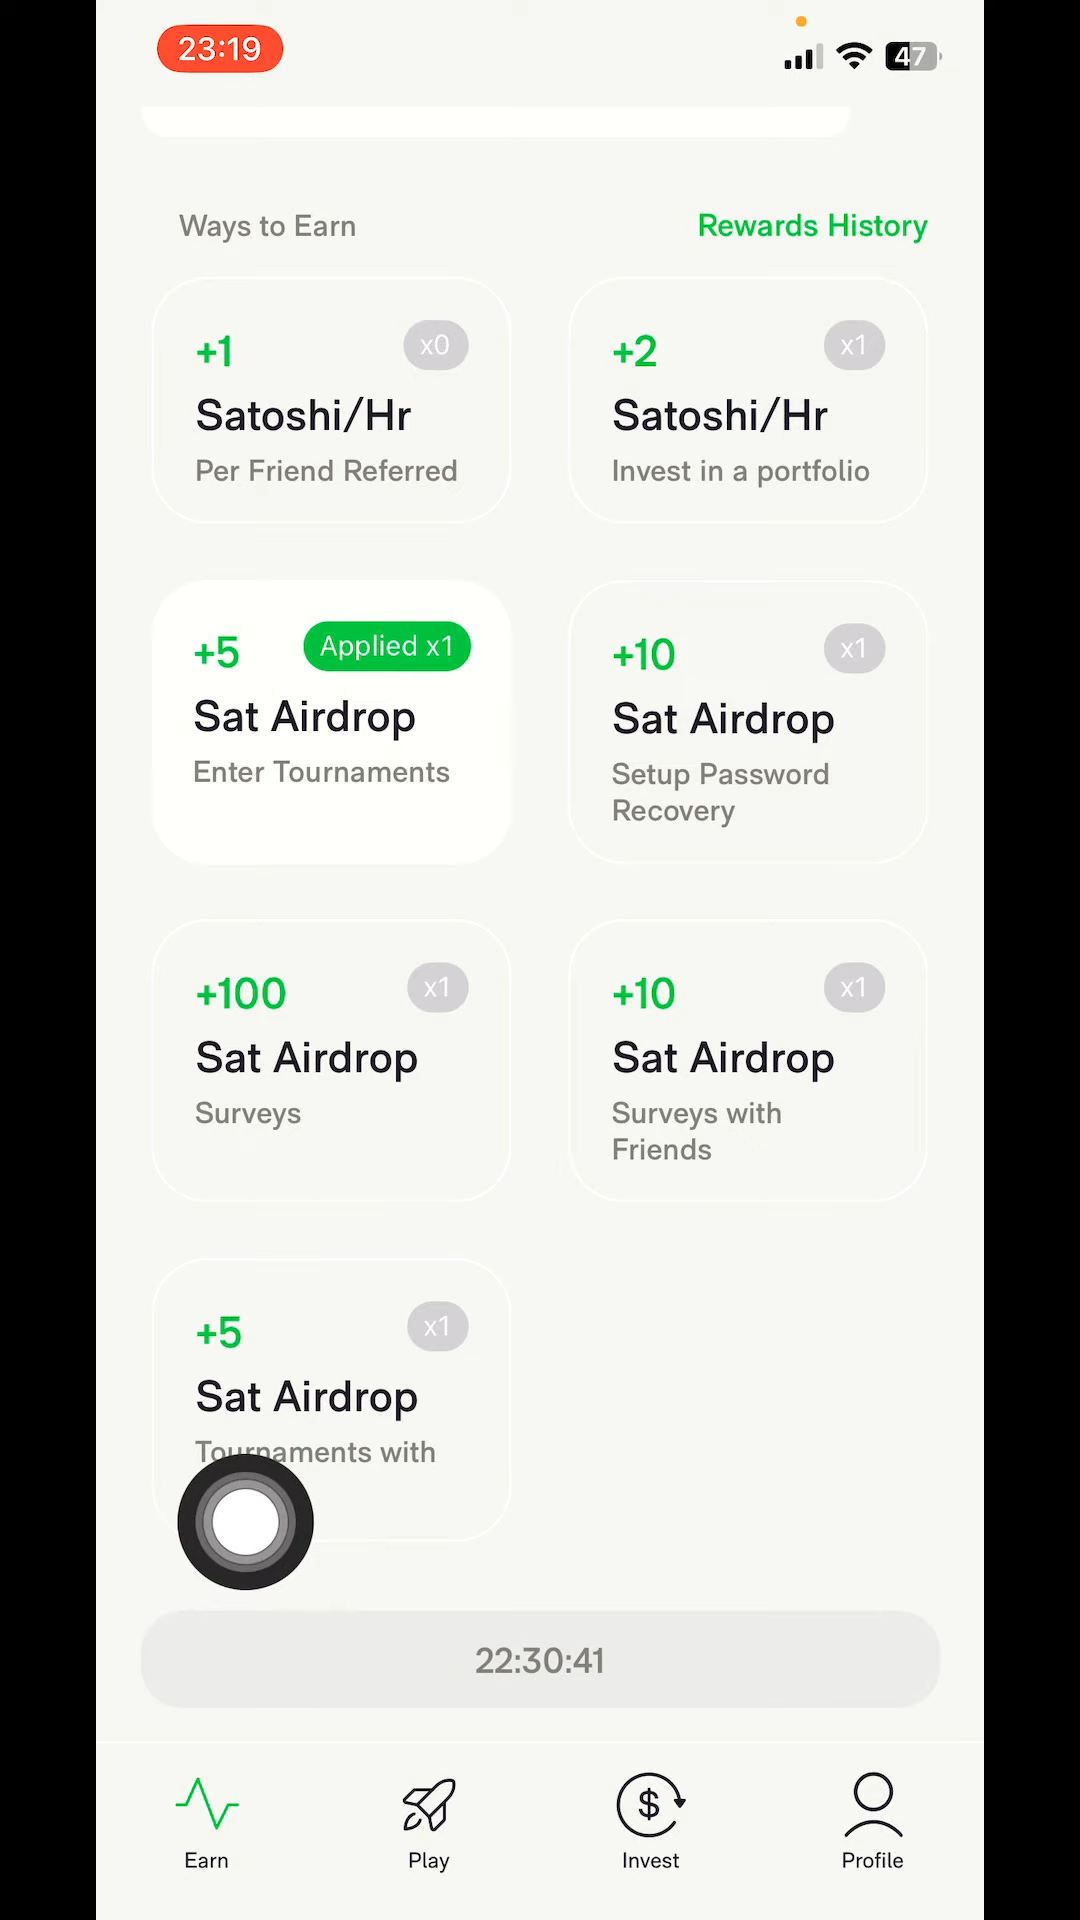 23:19
47
Ways to Earn
Rewards History
+1
x0
Satoshi/Hr
Per Friend Referred
+2
x1
Satoshi/Hr
Invest in a portfolio
+5
Applied x1
Sat Airdrop
Enter Tournaments
+10
x1
Sat Airdrop
Setup Password
Recovery
+100
x1
Sat Airdrop
Surveys
+10
x1
Sat Airdrop
Surveys with
Friends
+5
x1
Sat Airdrop
Tournaments with
22:30:41
Earn
Play
Invest
Profile